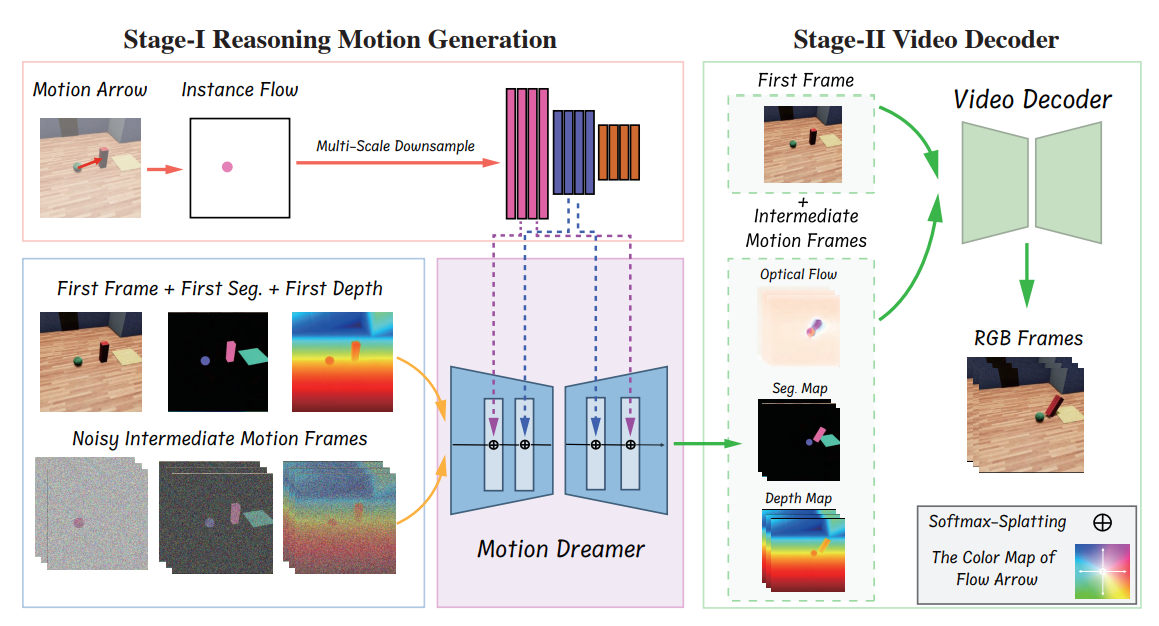 Stage-I Reasoning Motion Generation
Motion Arrow
Instance Flow
Multi-Scale Downsample
First Frame + First Seg. + First Depth
Noisy Intermediate Motion Frames
Motion Dreamer
Stage-II Video Decoder
First Frame
+
Intermediate
Motion Frames
Optical Flow
Seg. Map
Depth Map
Video Decoder
RGB Frames
Softmax-Splatting
The Color Map of
Flow Arrow